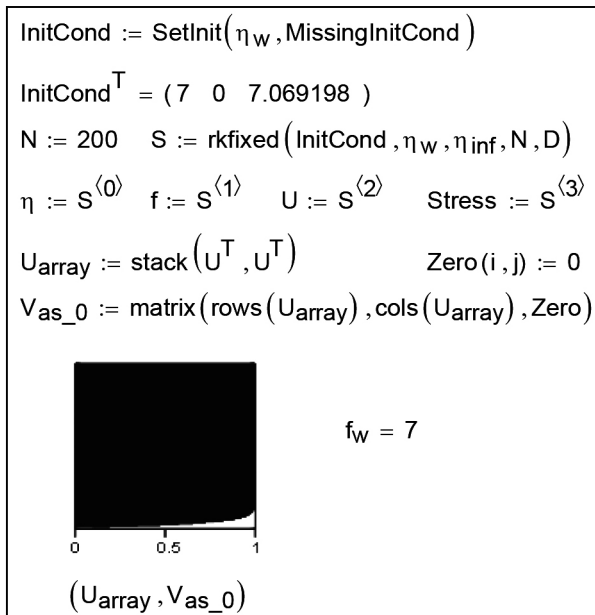 InitCond := SetInit(η_w , MissingInitCond)
InitCond^T = ( 7 0 7.069198 )
N := 200 S := rkfixed(InitCond , η_w , η_inf , N , D)
η := S^⟨0⟩ f := S^⟨1⟩ U := S^⟨2⟩ Stress := S^⟨3⟩
U_array := stack(U^T , U^T) Zero(i , j) := 0
V_as_0 := matrix(rows(U_array) , cols(U_array) , Zero)
f_w = 7
0 0.5 1
(U_array , V_as_0)